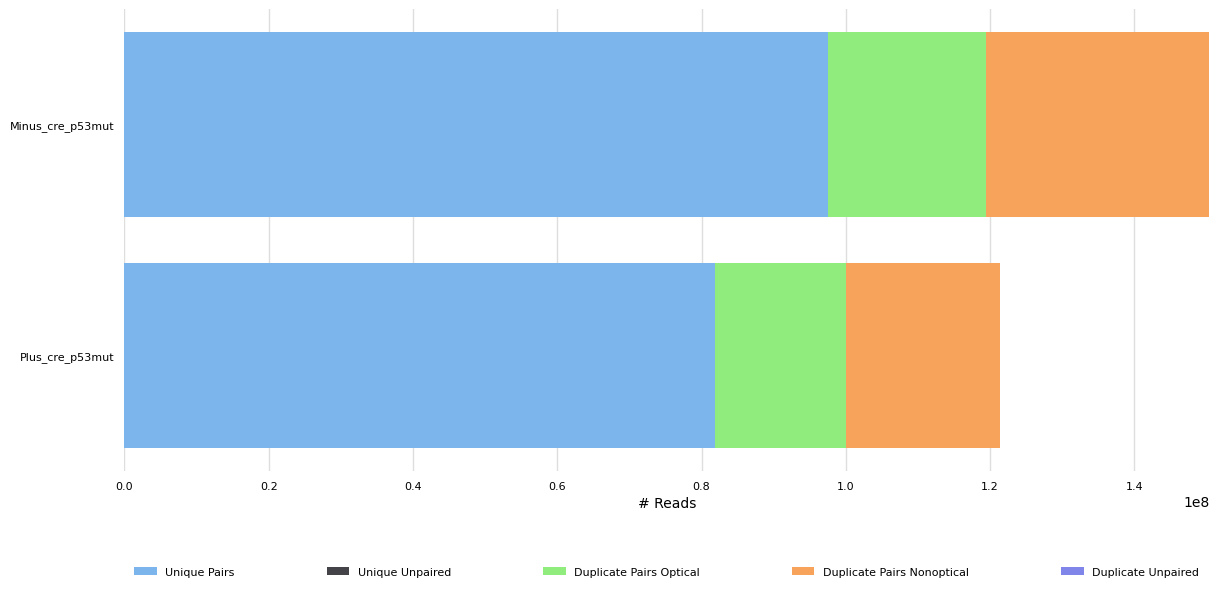 Minus_cre_p53mut
Plus_cre_p53mut
0.0 0.2 0.4 0.6 0.8 1.0 1.2 1.4
# Reads 1e8
Unique Pairs Unique Unpaired Duplicate Pairs Optical Duplicate Pairs Nonoptical Duplicate Unpaired